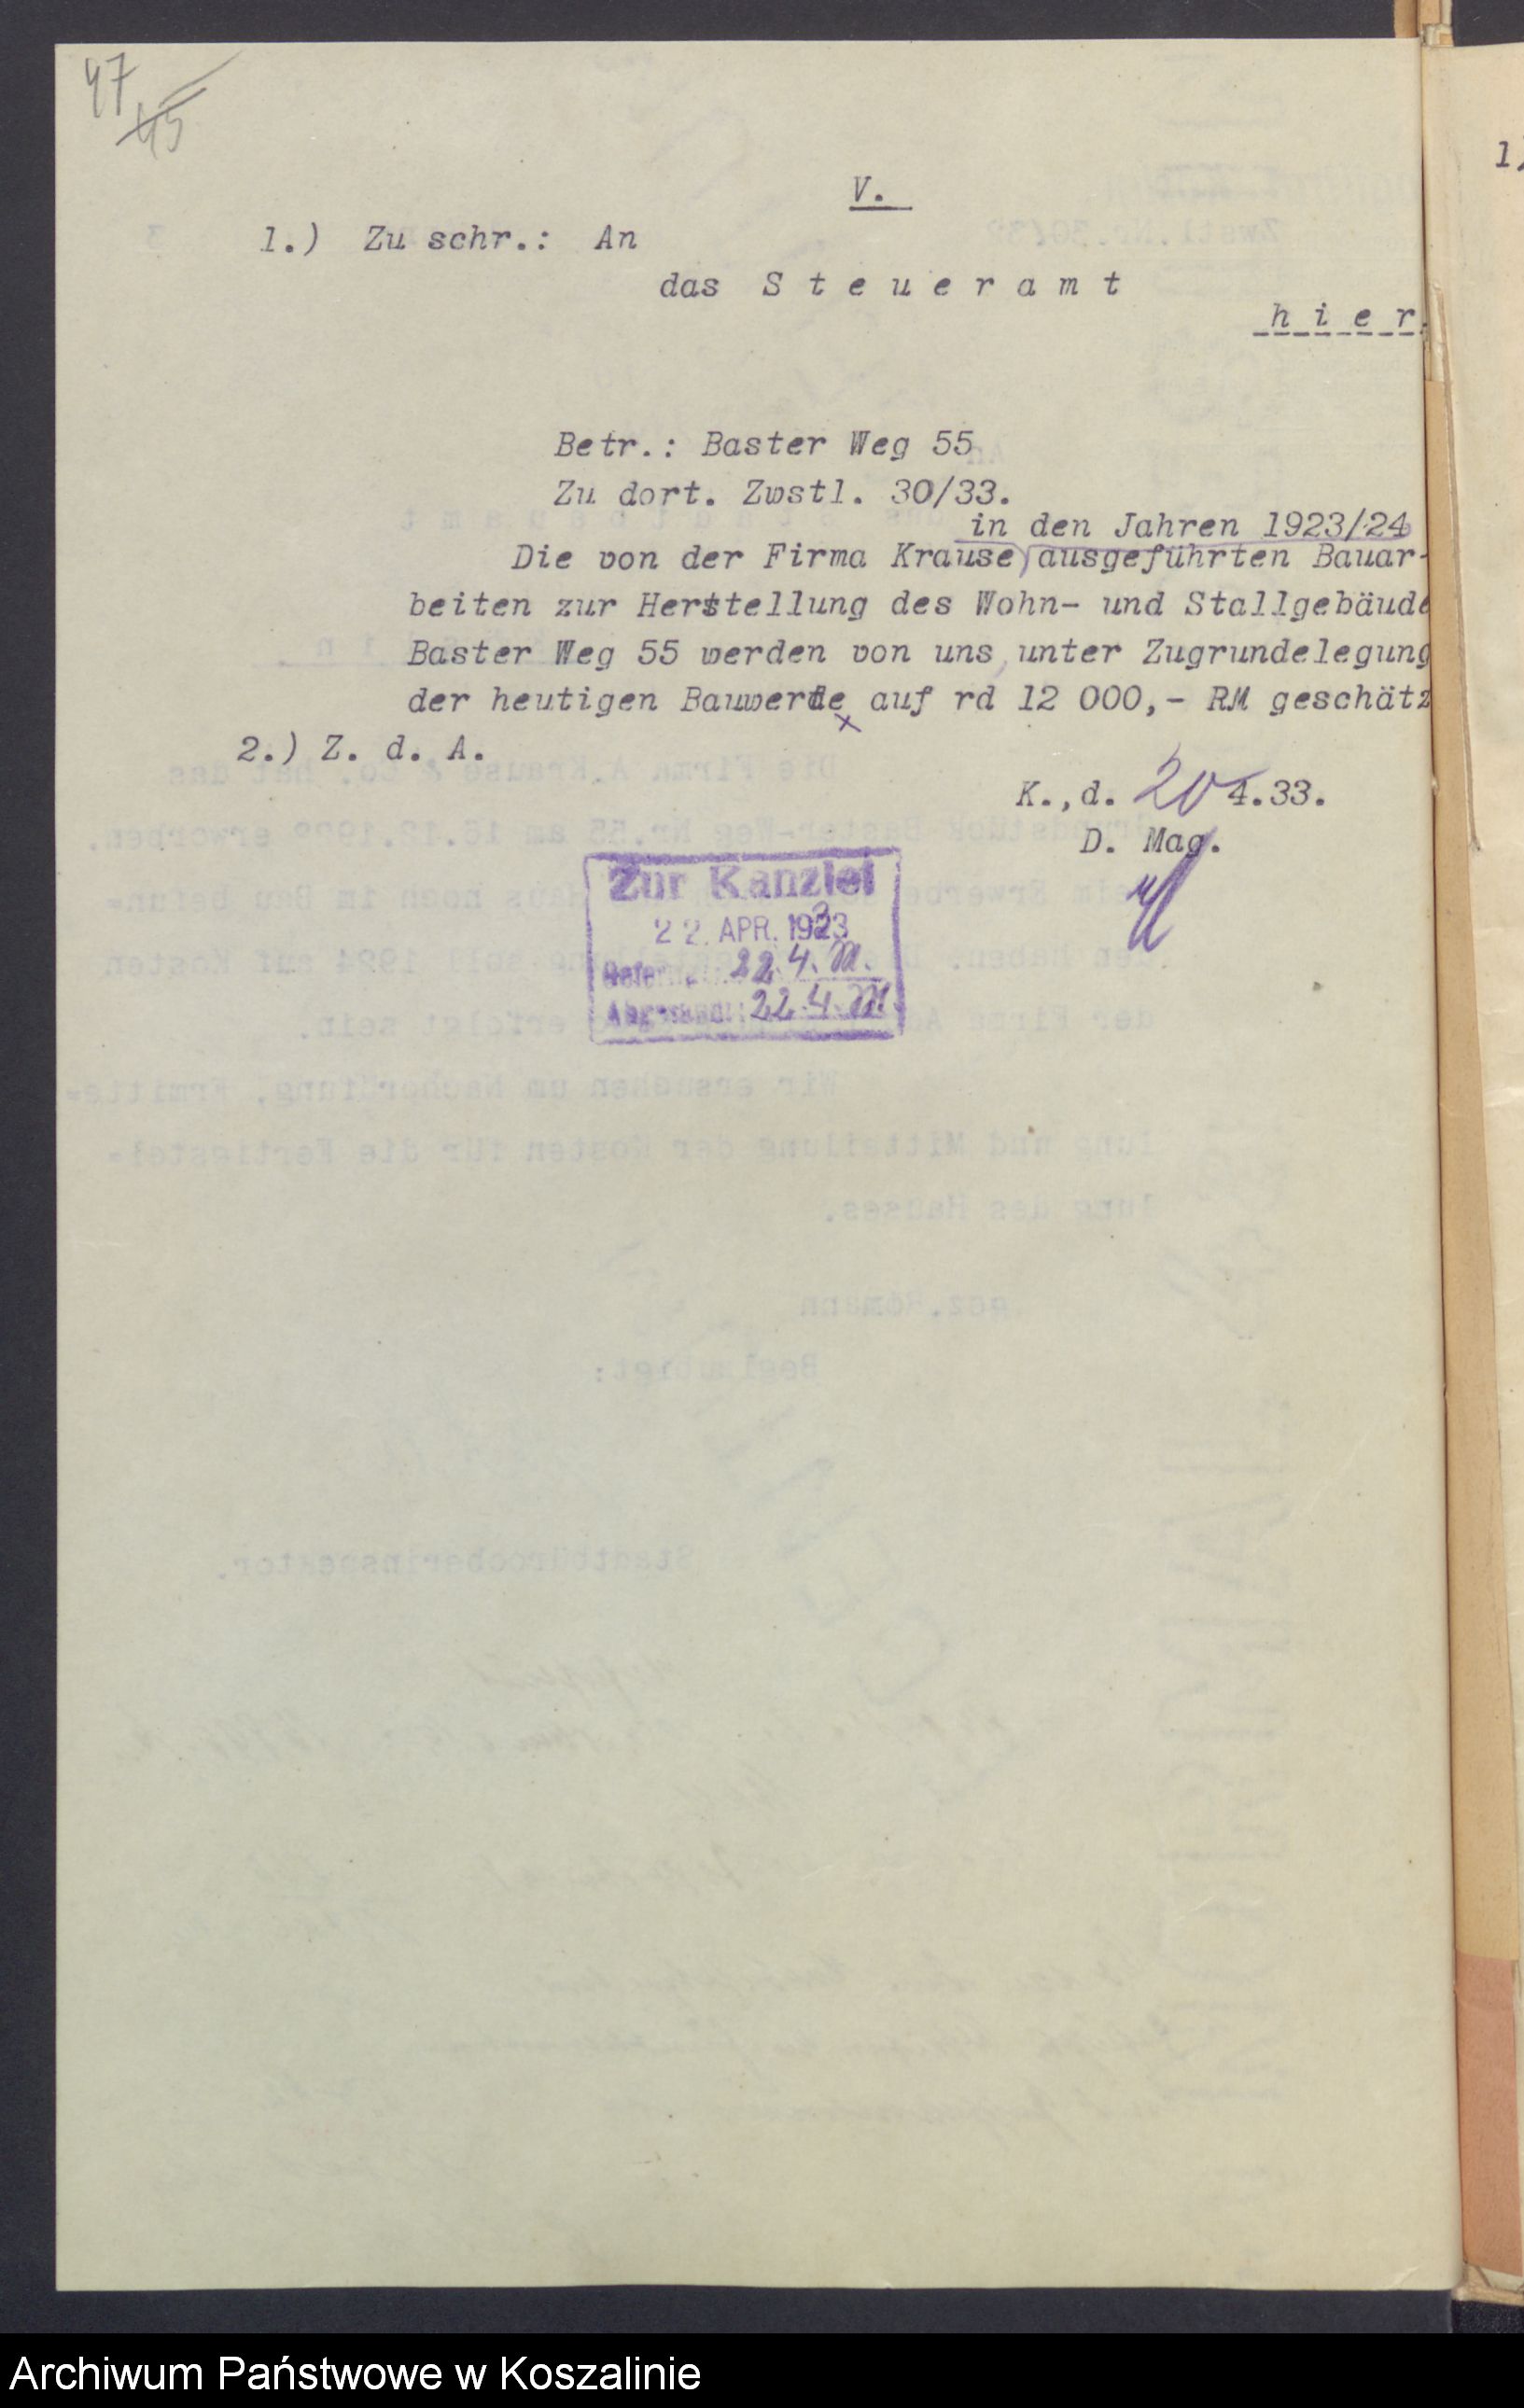 47
45
V.
1.) Zu schr.: An
das Steueramt
hier.
Betr.: Baster Weg 55
Zu dort. Zwstl. 30/33.
in den Jahren 1923/24
Die von der Firma Krause ausgeführten Bauar-
beiten zur Herstellung des Wohn- und Stallgebäude
Baster Weg 55 werden von uns unter Zugrundelegung
der heutigen Bauwerte auf rd 12 000,- RM geschätz
2.) Z. d. A.
K.,d. 20 4.33.
D. Mag.
Zur Kanzlei
22. APR. 1933
22.4. M.
22.4. M.
1)
Archiwum Państwowe w Koszalinie